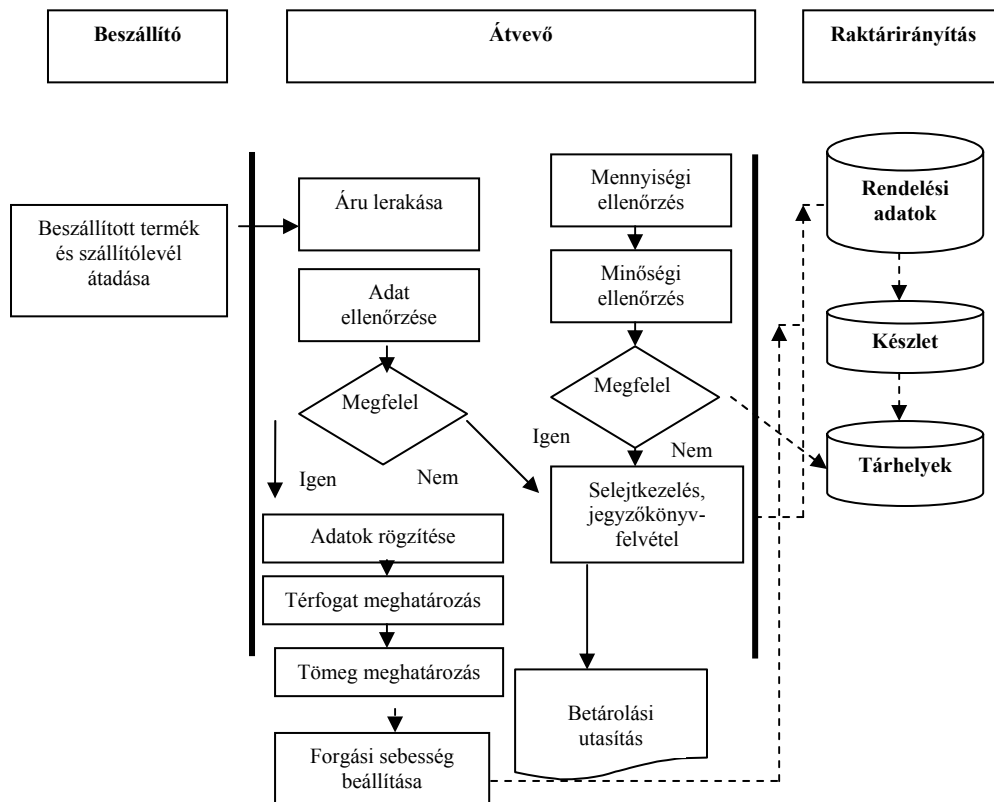 Beszállító
Átvevő
Raktárirányítás
Beszállított termék
és szállítólevél
átadása
Áru lerakása
Adat
ellenőrzése
Megfelel
Igen
Nem
Adatok rögzítése
Térfogat meghatározás
Tömeg meghatározás
Forgási sebesség
beállítása
Mennyiségi
ellenőrzés
Minőségi
ellenőrzés
Megfelel
Igen
Nem
Selejtkezelés,
jegyzőkönyv-
felvétel
Betárolási
utasítás
Rendelési
adatok
Készlet
Tárhelyek